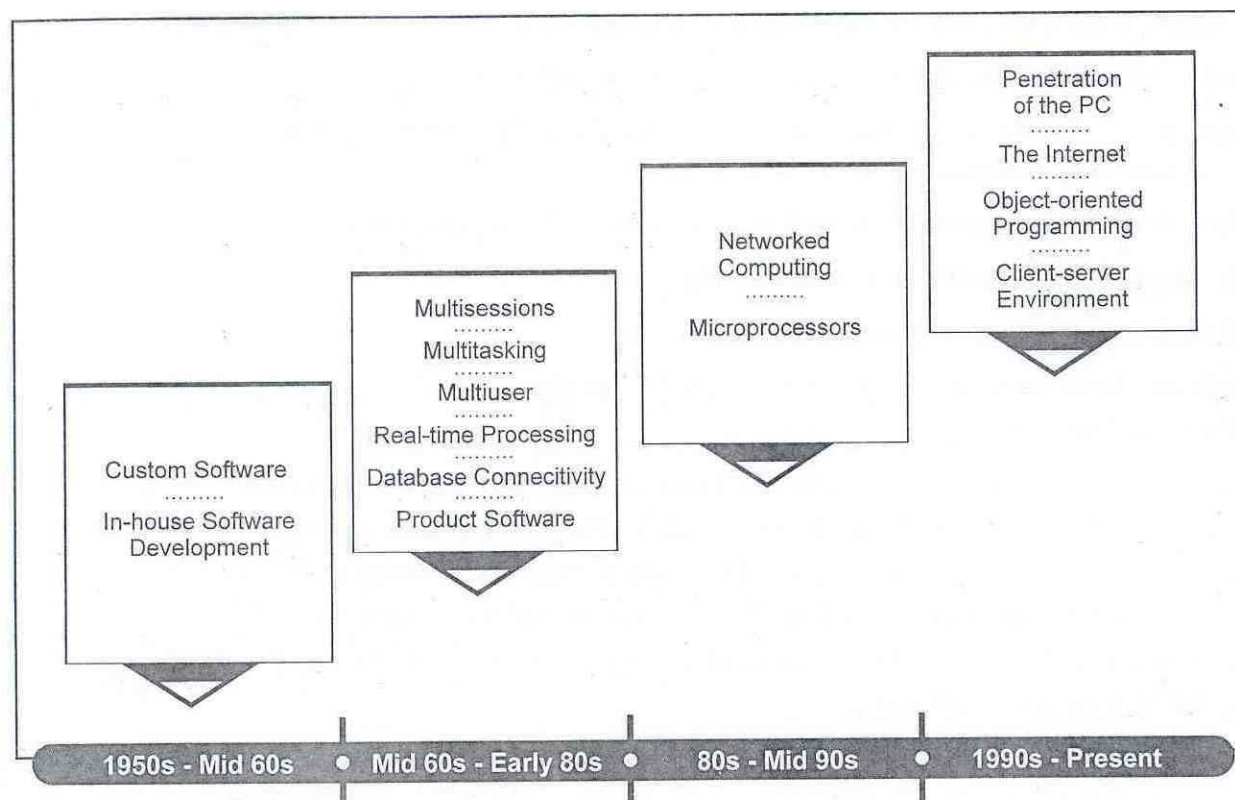 Custom Software
.........
In-house Software
Development
Multisessions
.........
Multitasking
.........
Multiuser
.........
Real-time Processing
.........
Database Connecitivity
.........
Product Software
Networked
Computing
.........
Microprocessors
Penetration
of the PC
.........
The Internet
.........
Object-oriented
Programming
.........
Client-server
Environment
1950s - Mid 60s
Mid 60s - Early 80s
80s - Mid 90s
1990s - Present